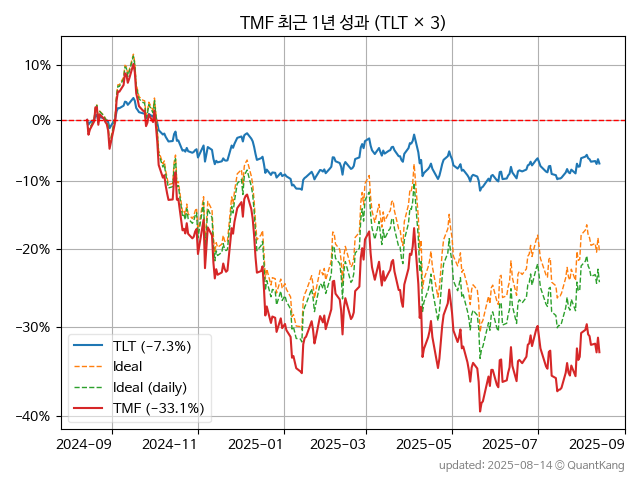 TMF 최근 1년 성과 (TLT × 3)
10%
0%
−10%
−20%
−30%
−40%
TLT (−7.3%)
Ideal
Ideal (daily)
TMF (−33.1%)
2024-09 2024-11 2025-01 2025-03 2025-05 2025-07 2025-09
updated: 2025-08-14 © QuantKang